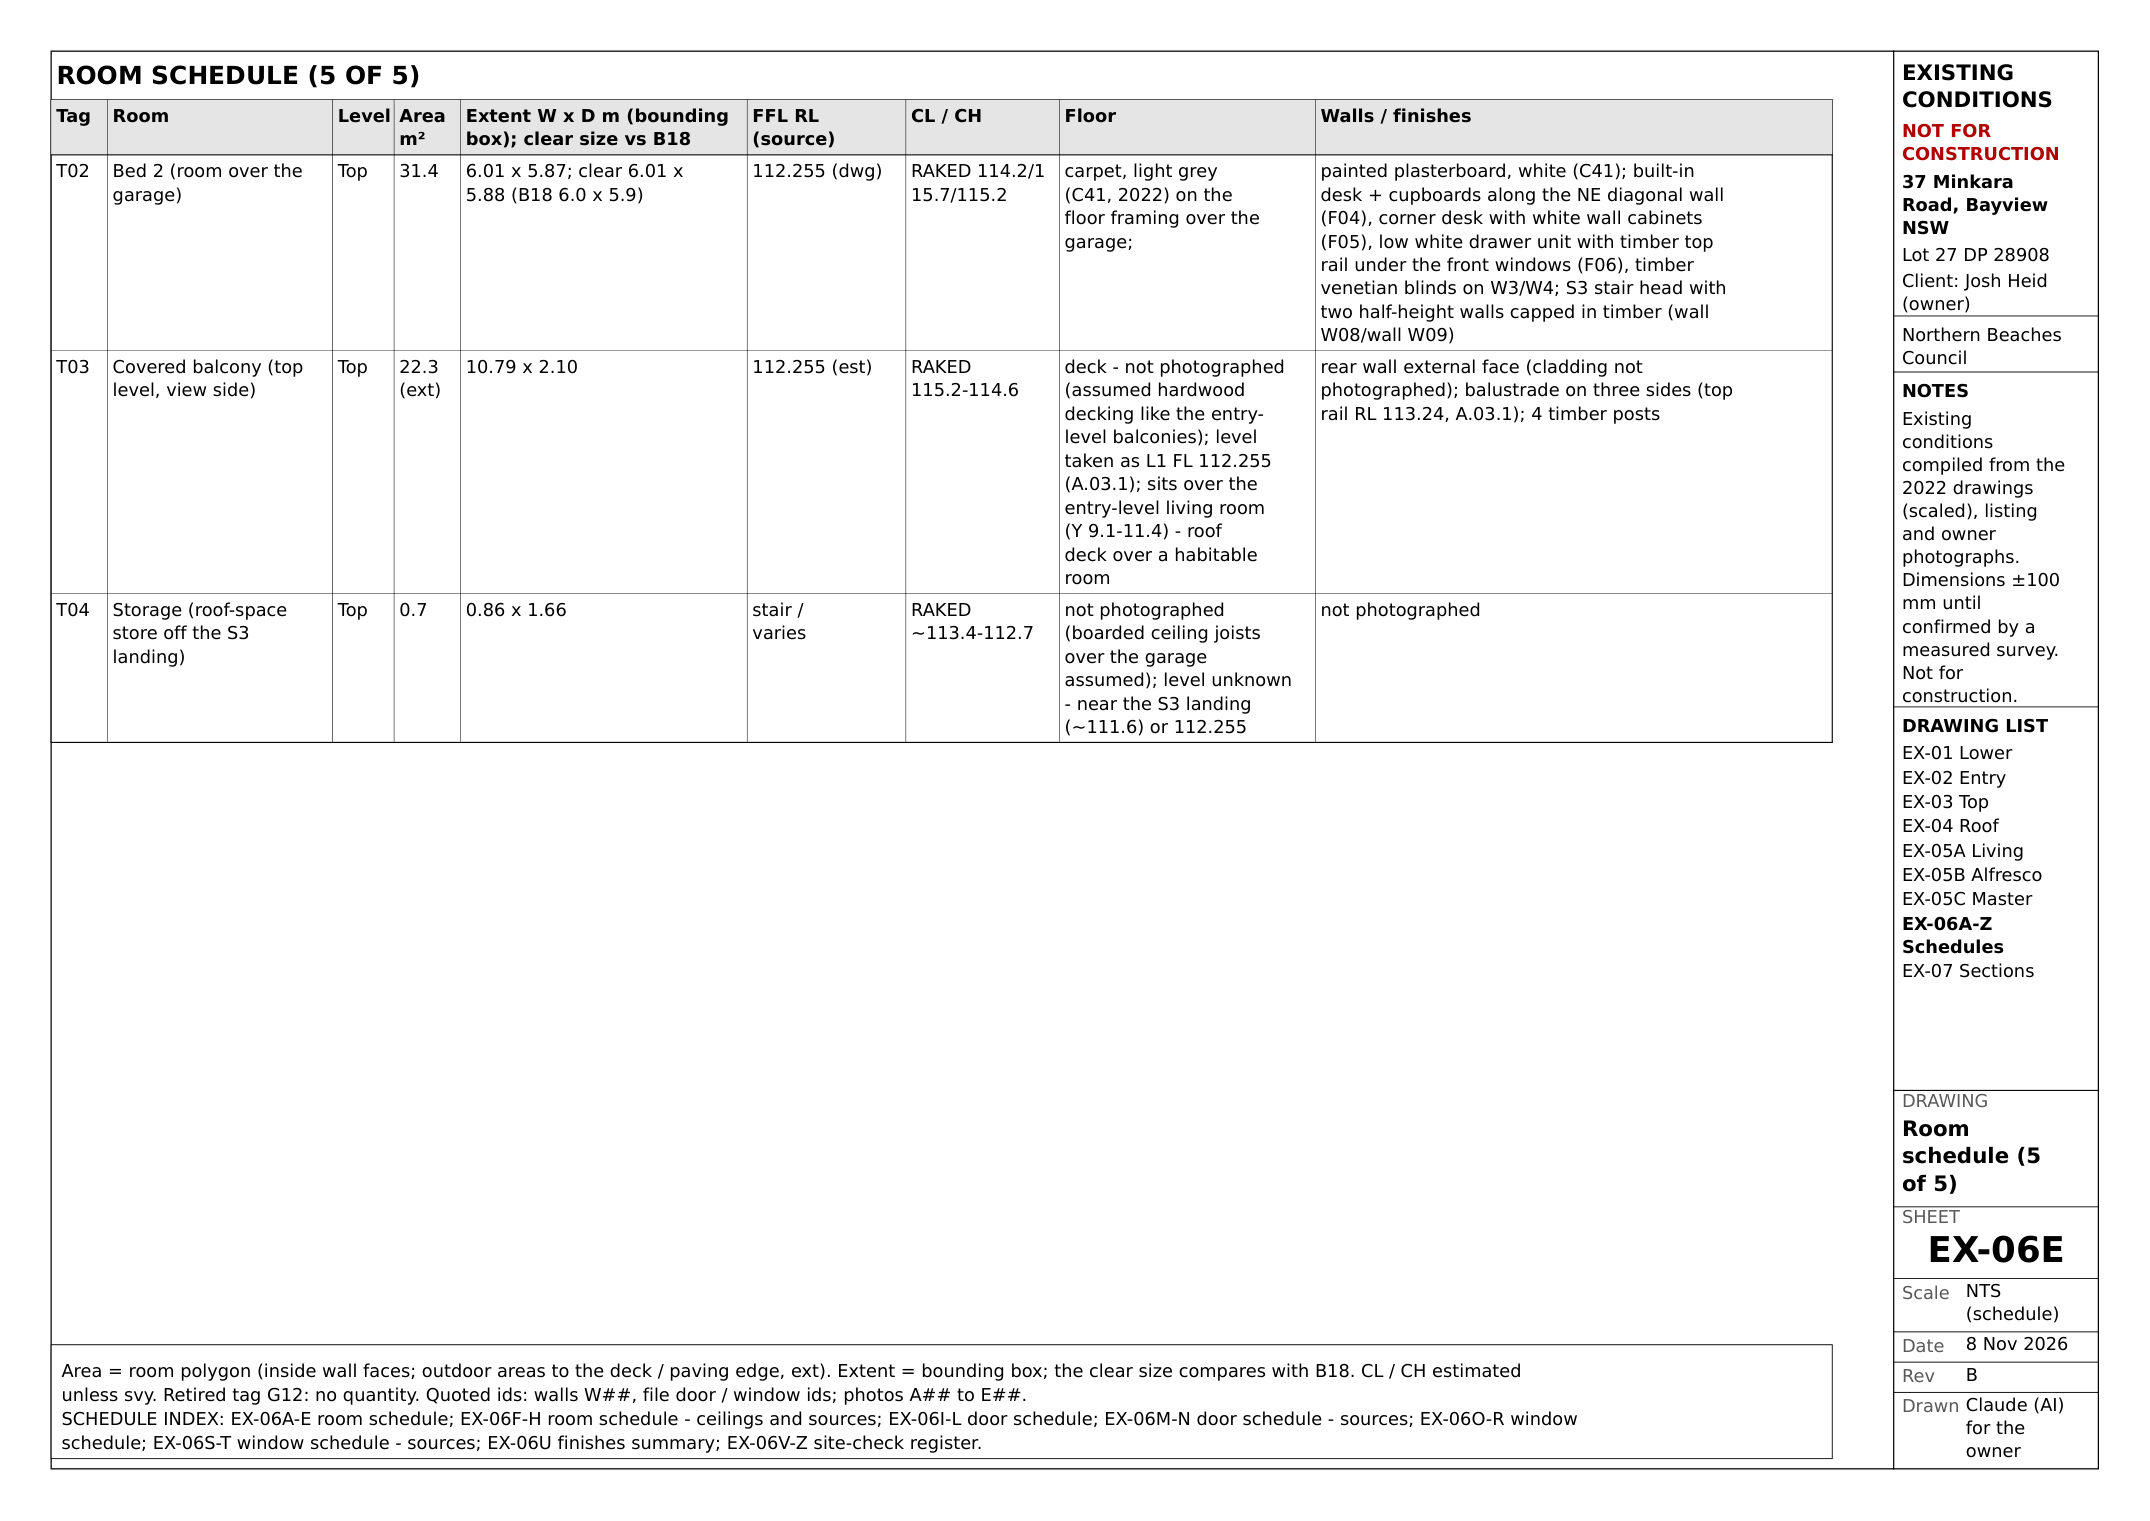 ROOM SCHEDULE (5 OF 5)
Tag
Room
Level
Area
m²
Extent W x D m (bounding
box); clear size vs B18
FFL RL
(source)
CL / CH
Floor
Walls / finishes
T02
Bed 2 (room over the
garage)
Top
31.4
6.01 x 5.87; clear 6.01 x
5.88 (B18 6.0 x 5.9)
112.255 (dwg)
RAKED 114.2/1
15.7/115.2
carpet, light grey
(C41, 2022) on the
floor framing over the
garage;
painted plasterboard, white (C41); built-in
desk + cupboards along the NE diagonal wall
(F04), corner desk with white wall cabinets
(F05), low white drawer unit with timber top
rail under the front windows (F06), timber
venetian blinds on W3/W4; S3 stair head with
two half-height walls capped in timber (wall
W08/wall W09)
T03
Covered balcony (top
level, view side)
Top
22.3
(ext)
10.79 x 2.10
112.255 (est)
RAKED
115.2-114.6
deck - not photographed
(assumed hardwood
decking like the entry-
level balconies); level
taken as L1 FL 112.255
(A.03.1); sits over the
entry-level living room
(Y 9.1-11.4) - roof
deck over a habitable
room
rear wall external face (cladding not
photographed); balustrade on three sides (top
rail RL 113.24, A.03.1); 4 timber posts
T04
Storage (roof-space
store off the S3
landing)
Top
0.7
0.86 x 1.66
stair /
varies
RAKED
~113.4-112.7
not photographed
(boarded ceiling joists
over the garage
assumed); level unknown
- near the S3 landing
(~111.6) or 112.255
not photographed
Area = room polygon (inside wall faces; outdoor areas to the deck / paving edge, ext). Extent = bounding box; the clear size compares with B18. CL / CH estimated
unless svy. Retired tag G12: no quantity. Quoted ids: walls W##, file door / window ids; photos A## to E##.
SCHEDULE INDEX: EX-06A-E room schedule; EX-06F-H room schedule - ceilings and sources; EX-06I-L door schedule; EX-06M-N door schedule - sources; EX-06O-R window
schedule; EX-06S-T window schedule - sources; EX-06U finishes summary; EX-06V-Z site-check register.
EXISTING
CONDITIONS
NOT FOR
CONSTRUCTION
37 Minkara
Road, Bayview
NSW
Lot 27 DP 28908
Client: Josh Heid
(owner)
Northern Beaches
Council
NOTES
Existing
conditions
compiled from the
2022 drawings
(scaled), listing
and owner
photographs.
Dimensions ±100
mm until
confirmed by a
measured survey.
Not for
construction.
DRAWING LIST
EX-01 Lower
EX-02 Entry
EX-03 Top
EX-04 Roof
EX-05A Living
EX-05B Alfresco
EX-05C Master
EX-06A-Z
Schedules
EX-07 Sections
DRAWING
Room
schedule (5
of 5)
SHEET
EX-06E
Scale NTS
(schedule)
Date 8 Nov 2026
Rev B
Drawn Claude (AI)
for the
owner